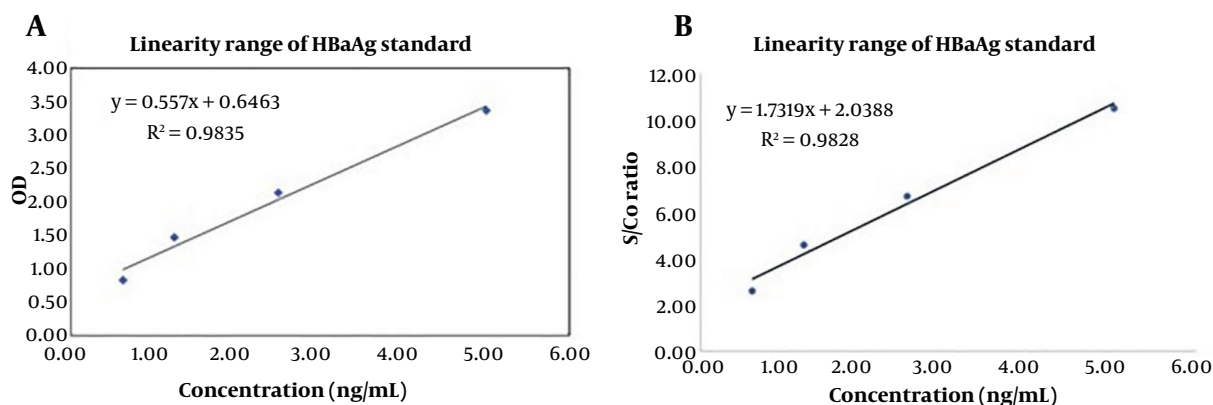 A
Linearity range of HBaAg standard
4.00
3.50
3.00
2.50
2.00
1.50
1.00
0.50
0.00
OD
y = 0.557x + 0.6463
R² = 0.9835
0.00 1.00 2.00 3.00 5.00 6.00
Concentration (ng/mL)
B
Linearity range of HBaAg standard
12.00
10.00
8.00
6.00
4.00
2.00
0.00
S/Co ratio
y = 1.7319x + 2.0388
R² = 0.9828
0.00 1.00 2.00 3.00 4.00 5.00 6.00
Concentration (ng/mL)